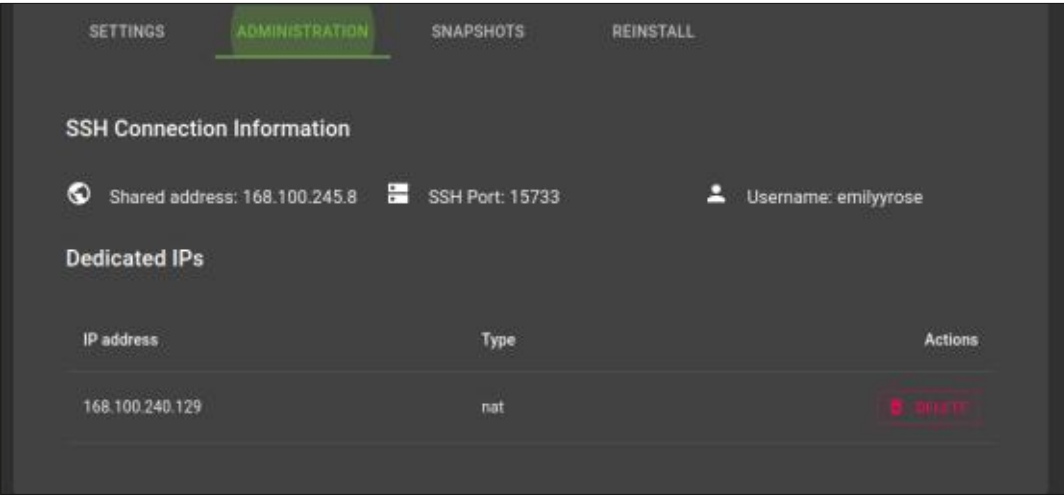 SETTINGS ADMINISTRATION SNAPSHOTS REINSTALL
SSH Connection Information
Shared address: 168.100.245.8 SSH Port: 15733 Username: emilyyrose
Dedicated IPs
IP address Type Actions
168.100.240.129 nat DELETE